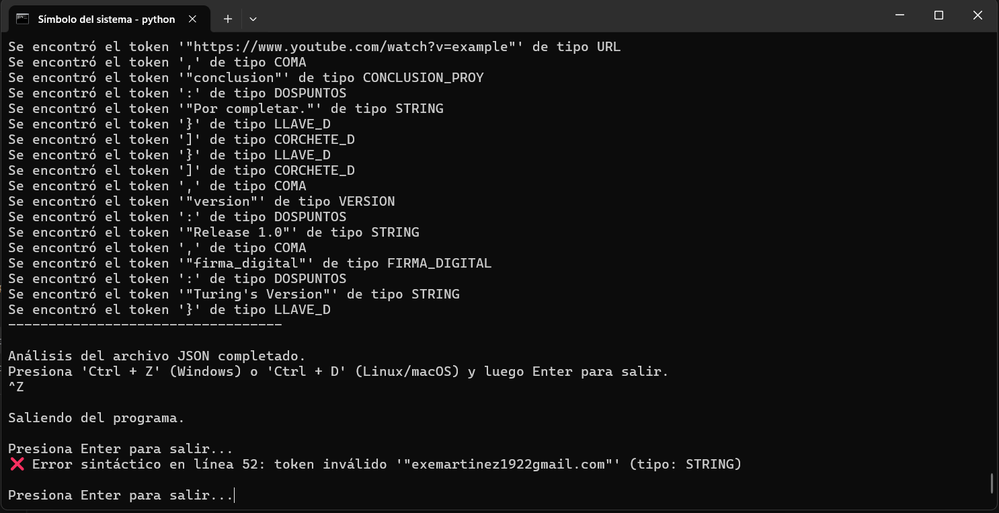 Símbolo del sistema - python
Se encontró el token '"https://www.youtube.com/watch?v=example"' de tipo URL
Se encontró el token ',' de tipo COMA
Se encontró el token '"conclusion"' de tipo CONCLUSION_PROY
Se encontró el token ':' de tipo DOSPUNTOS
Se encontró el token '"Por completar."' de tipo STRING
Se encontró el token '}' de tipo LLAVE_D
Se encontró el token ']' de tipo CORCHETE_D
Se encontró el token '}' de tipo LLAVE_D
Se encontró el token ']' de tipo CORCHETE_D
Se encontró el token ',' de tipo COMA
Se encontró el token '"version"' de tipo VERSION
Se encontró el token ':' de tipo DOSPUNTOS
Se encontró el token '"Release 1.0"' de tipo STRING
Se encontró el token ',' de tipo COMA
Se encontró el token '"firma_digital"' de tipo FIRMA_DIGITAL
Se encontró el token ':' de tipo DOSPUNTOS
Se encontró el token '"Turing's Version"' de tipo STRING
Se encontró el token '}' de tipo LLAVE_D
----------------------------------
Análisis del archivo JSON completado.
Presiona 'Ctrl + Z' (Windows) o 'Ctrl + D' (Linux/macOS) y luego Enter para salir.
^Z
Saliendo del programa.
Presiona Enter para salir...
❌ Error sintáctico en línea 52: token inválido '"exemartinez1922gmail.com"' (tipo: STRING)
Presiona Enter para salir...